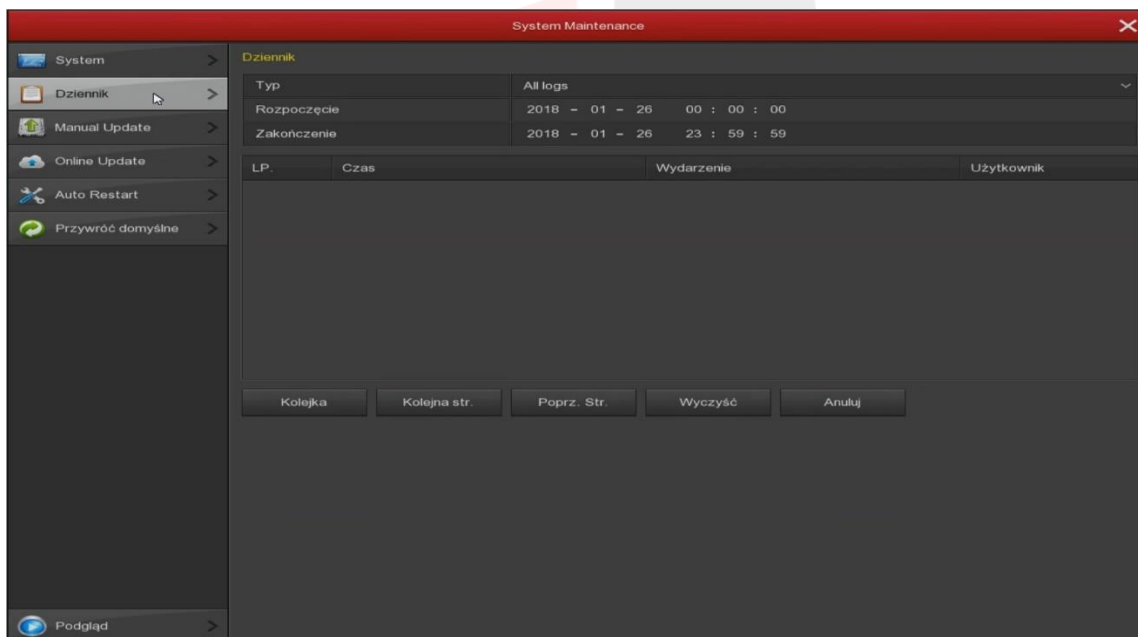 System Maintenance
System
Dziennik
Manual Update
Online Update
Auto Restart
Przywróć domyślne
Podgląd
Dziennik
Typ All logs
Rozpoczęcie 2018 - 01 - 26 00 : 00 : 00
Zakończenie 2018 - 01 - 26 23 : 59 : 59
LP. Czas Wydarzenie Użytkownik
Kolejka Kolejna str. Poprz. Str. Wyczyść Anuluj